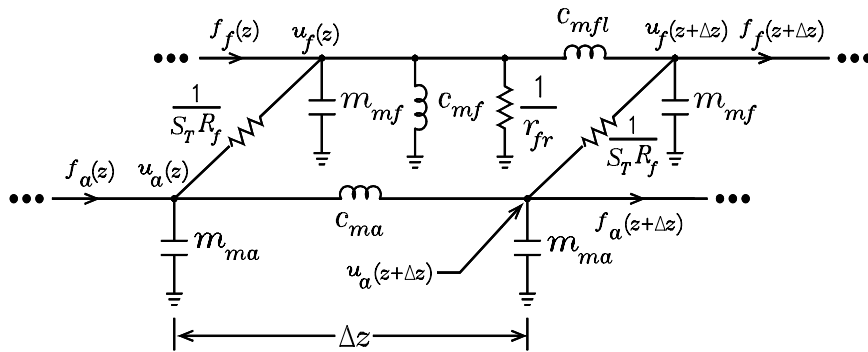 f_f(z) u_f(z) c_mfl u_f(z+Δz) f_f(z+Δz)
1/(S_T R_f) m_mf c_mf 1/r_fr 1/(S_T R_f) m_mf
f_a(z) u_a(z)
c_ma f_a(z+Δz)
m_ma m_ma
u_a(z+Δz)
Δz